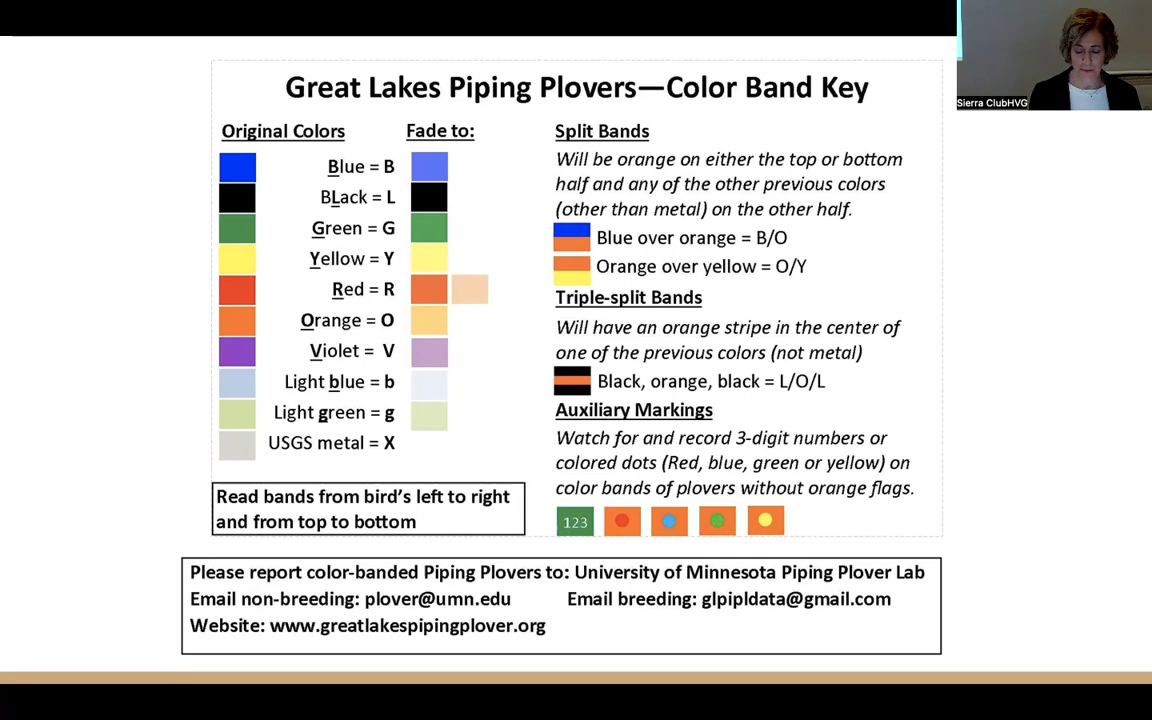 Great Lakes Piping Plovers—Color Band Key
Original Colors
Fade to:
Blue = B
BLack = L
Green = G
Yellow = Y
Red = R
Orange = O
Violet = V
Light blue = b
Light green = g
USGS metal = X
Read bands from bird's left to right
and from top to bottom
Split Bands
Will be orange on either the top or bottom
half and any of the other previous colors
(other than metal) on the other half.
Blue over orange = B/O
Orange over yellow = O/Y
Triple-split Bands
Will have an orange stripe in the center of
one of the previous colors (not metal)
Black, orange, black = L/O/L
Auxiliary Markings
Watch for and record 3-digit numbers or
colored dots (Red, blue, green or yellow) on
color bands of plovers without orange flags.
123
Please report color-banded Piping Plovers to: University of Minnesota Piping Plover Lab
Email non-breeding: plover@umn.edu Email breeding: glpipldata@gmail.com
Website: www.greatlakespipingplover.org
Sierra ClubHVG